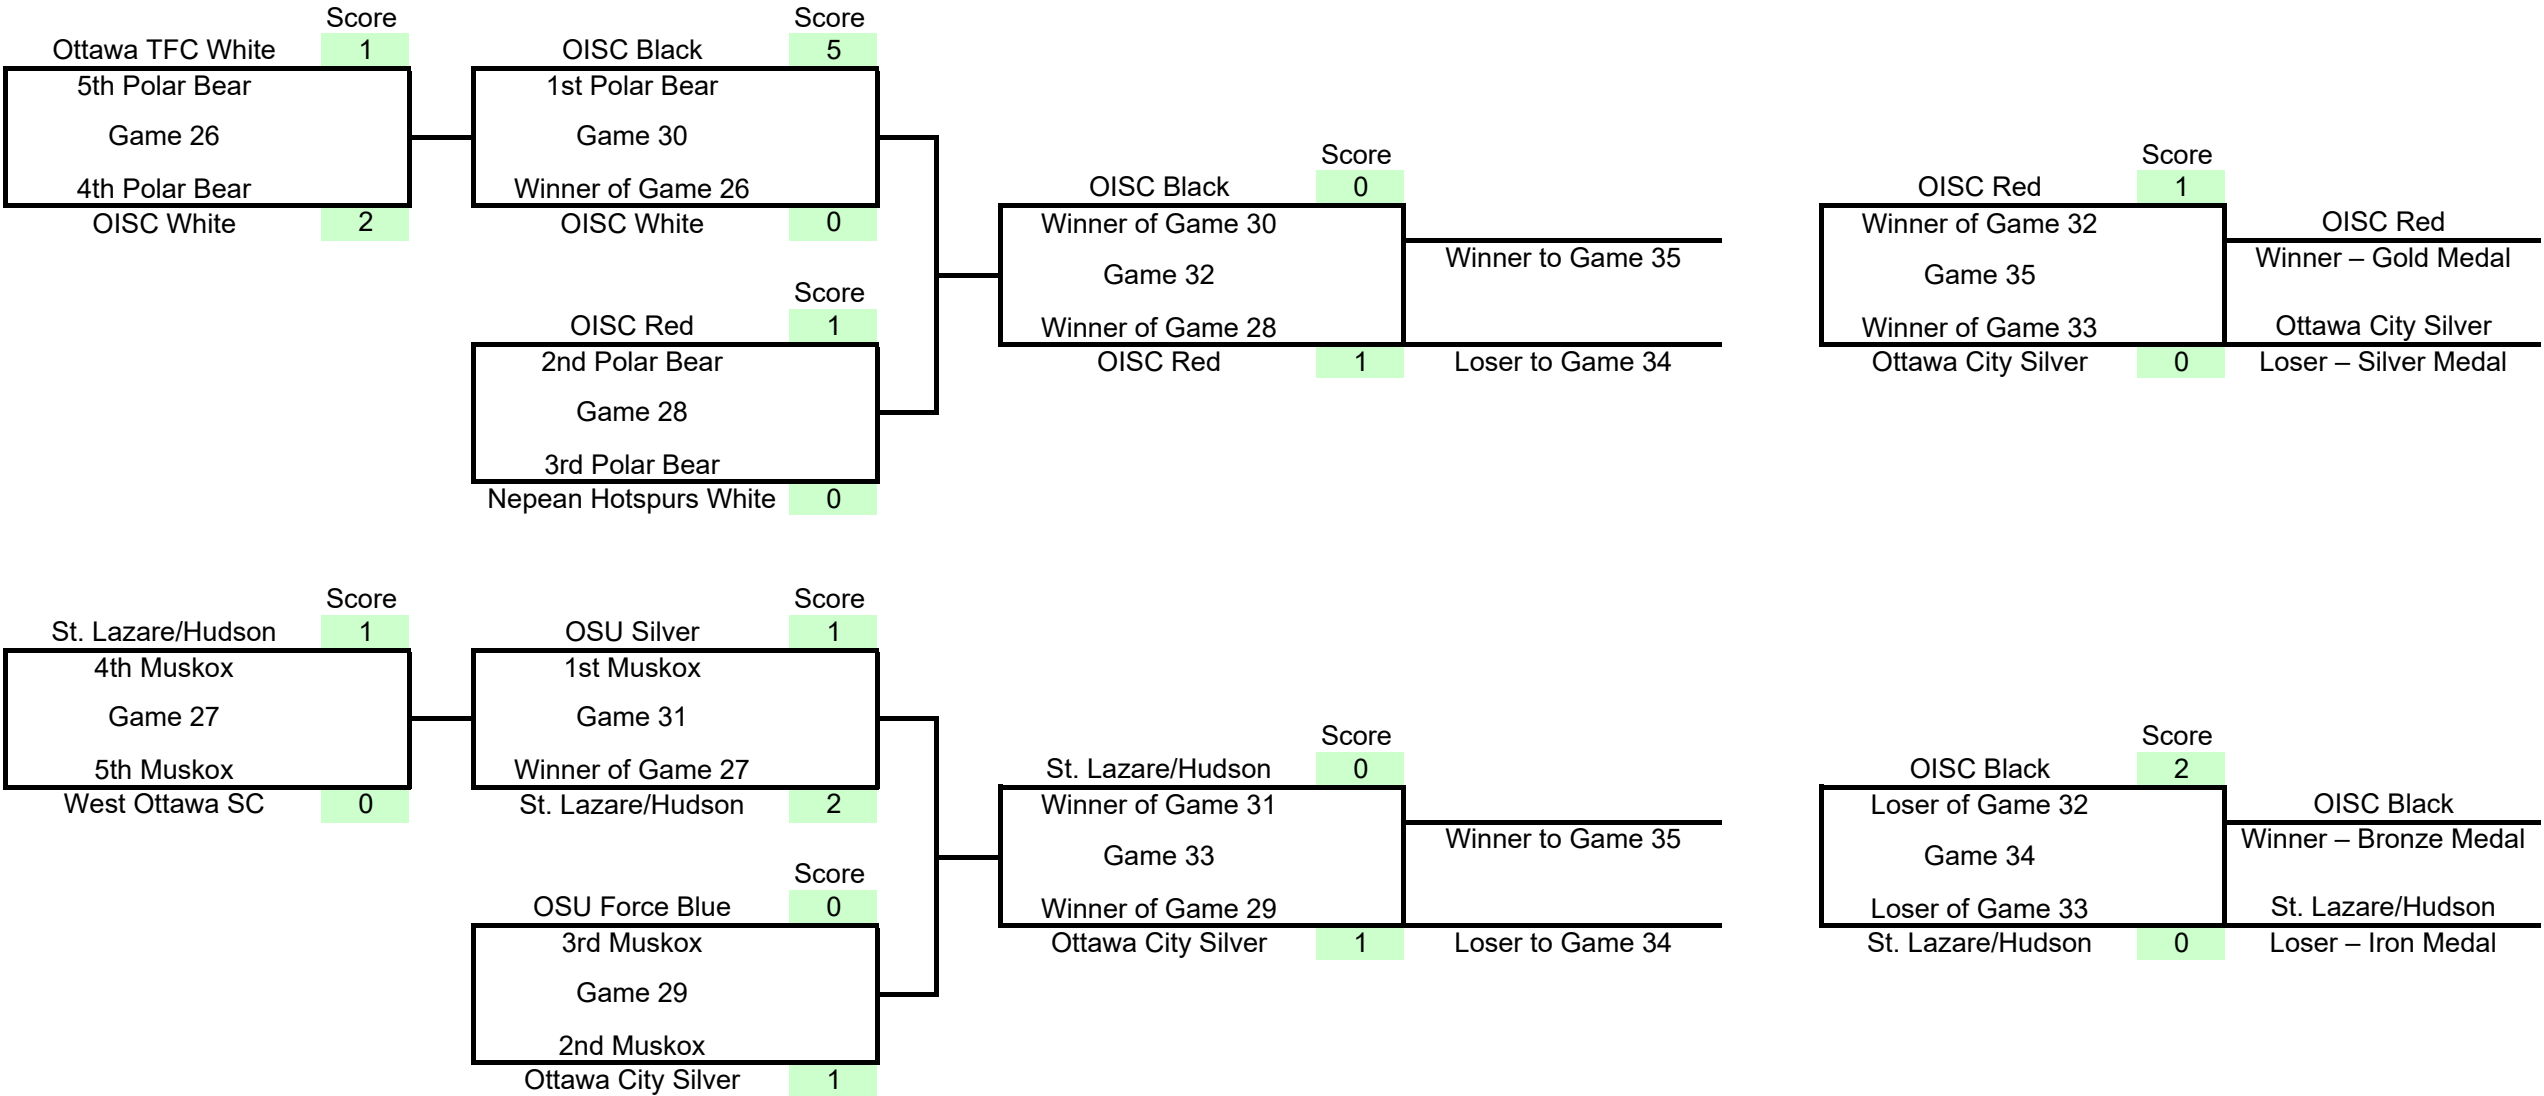 Score
Ottawa TFC White 1
5th Polar Bear
Game 26
4th Polar Bear
OISC White 2
Score
OISC Black 5
1st Polar Bear
Game 30
Winner of Game 26
OISC White 0
Score
OISC Red 1
2nd Polar Bear
Game 28
3rd Polar Bear
Nepean Hotspurs White 0
Score
OISC Black 0
Winner of Game 30
Game 32
Winner of Game 28
OISC Red 1
Winner to Game 35
Loser to Game 34
Score
OISC Red 1
Winner of Game 32
Game 35
Winner of Game 33
Ottawa City Silver 0
OISC Red
Winner – Gold Medal
Ottawa City Silver
Loser – Silver Medal
Score
St. Lazare/Hudson 1
4th Muskox
Game 27
5th Muskox
West Ottawa SC 0
Score
OSU Silver 1
1st Muskox
Game 31
Winner of Game 27
St. Lazare/Hudson 2
Score
OSU Force Blue 0
3rd Muskox
Game 29
2nd Muskox
Ottawa City Silver 1
Score
St. Lazare/Hudson 0
Winner of Game 31
Game 33
Winner of Game 29
Ottawa City Silver 1
Winner to Game 35
Loser to Game 34
Score
OISC Black 2
Loser of Game 32
Game 34
Loser of Game 33
St. Lazare/Hudson 0
OISC Black
Winner – Bronze Medal
St. Lazare/Hudson
Loser – Iron Medal